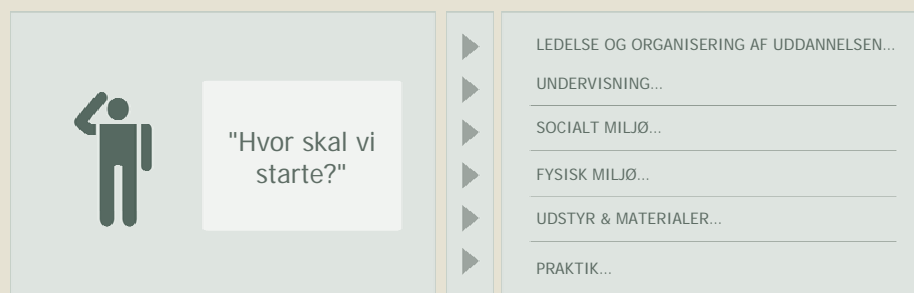 "Hvor skal vi
starte?"
LEDELSE OG ORGANISERING AF UDDANNELSEN...
UNDERVISNING...
SOCIALT MILJØ...
FYSISK MILJØ...
UDSTYR & MATERIALER...
PRAKTIK...